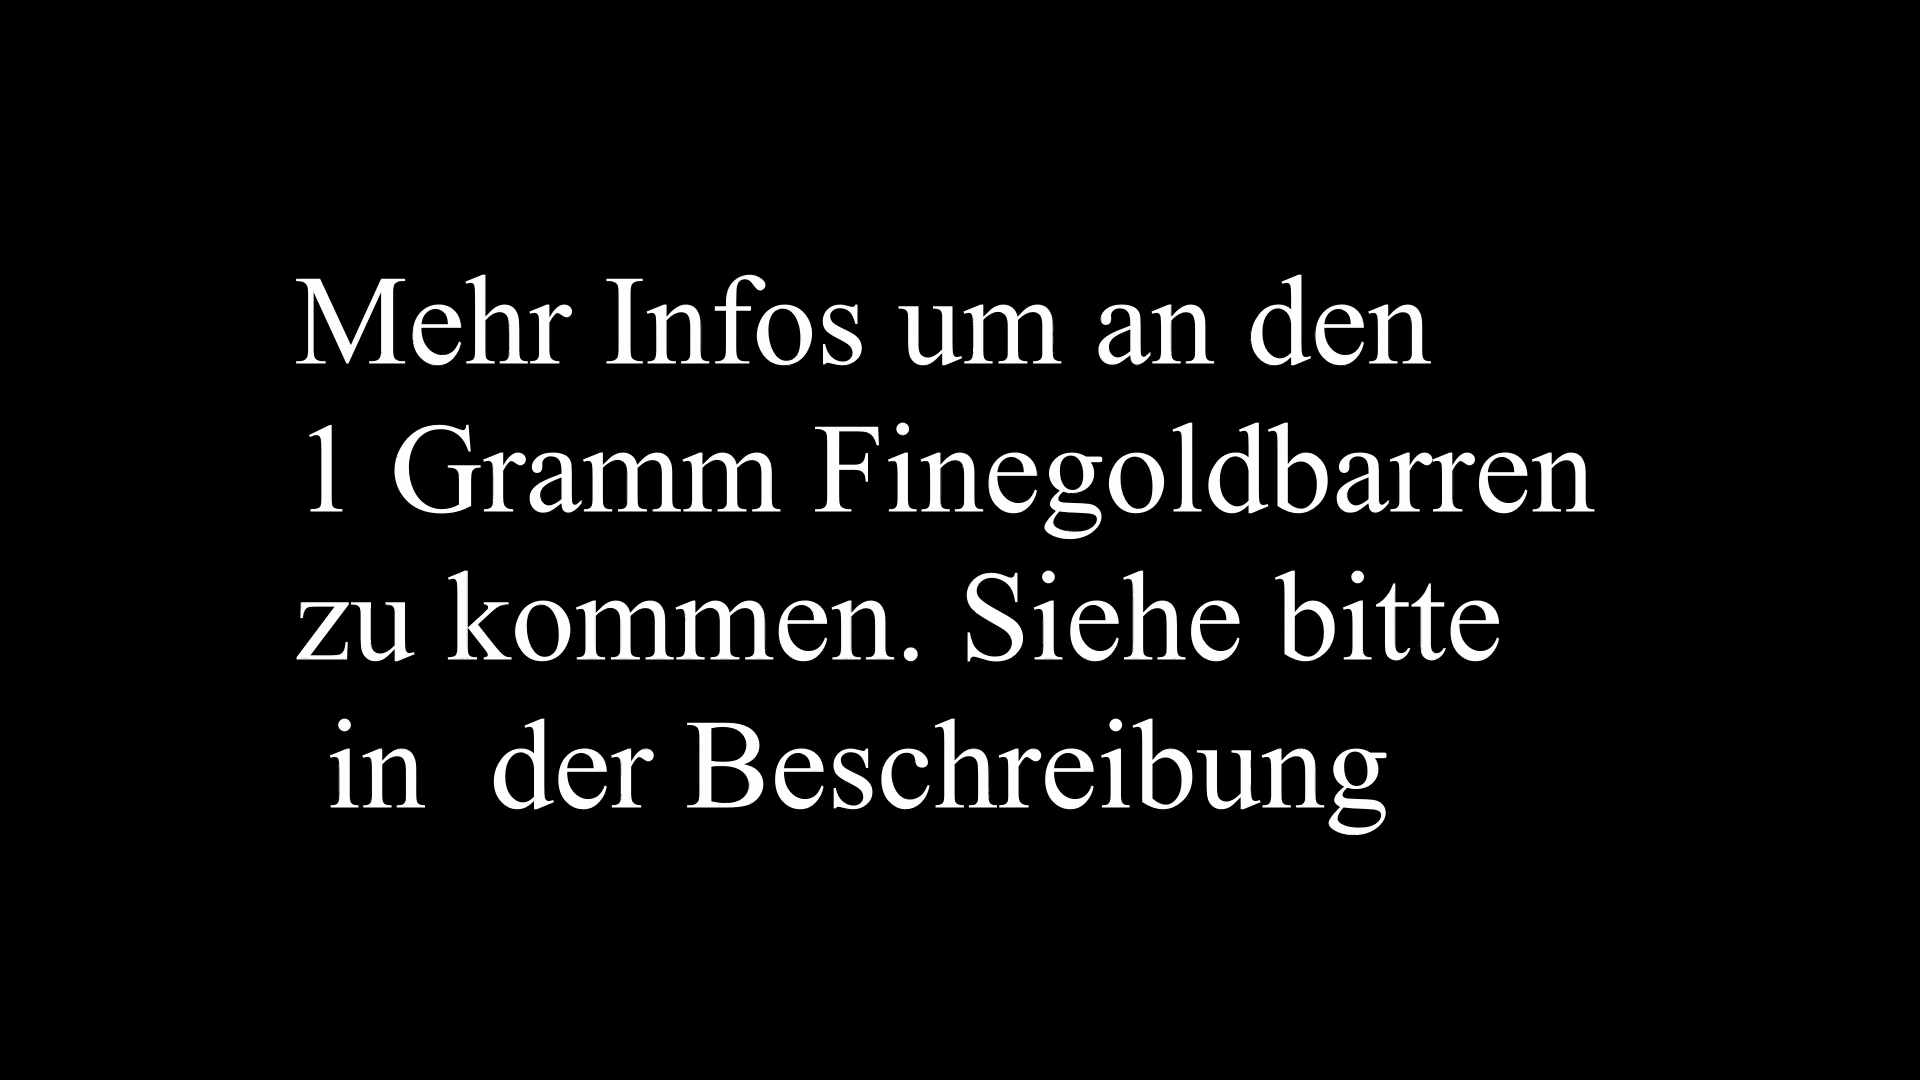 Mehr Infos um an den
1 Gramm Finegoldbarren
zu kommen. Siehe bitte
in der Beschreibung